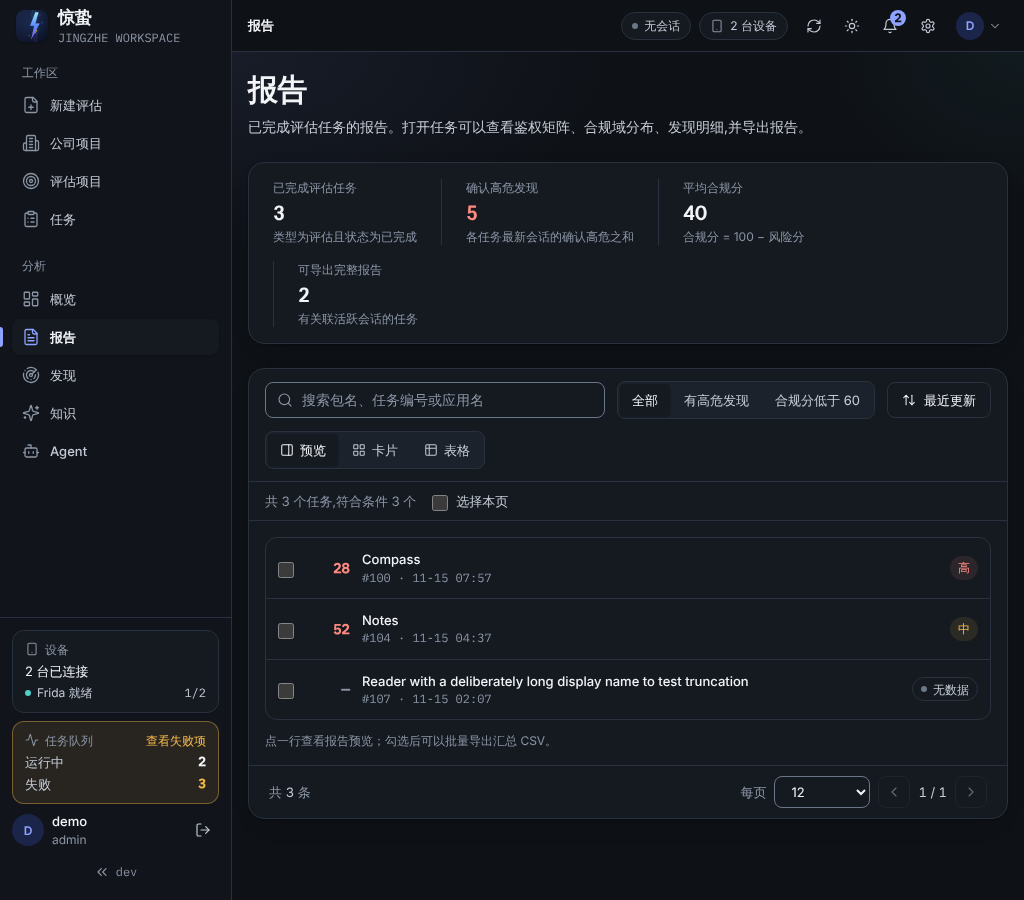 惊蛰
JINGZHE WORKSPACE
工作区
新建评估
公司项目
评估项目
任务
分析
概览
报告
发现
知识
Agent
设备
2 台已连接
Frida 就绪 1/2
任务队列 查看失败项
运行中 2
失败 3
D demo
admin
dev
报告 无会话 2 台设备 2 D
报告
已完成评估任务的报告。打开任务可以查看鉴权矩阵、合规域分布、发现明细,并导出报告。
已完成评估任务
3
类型为评估且状态为已完成
确认高危发现
5
各任务最新会话的确认高危之和
平均合规分
40
合规分 = 100 − 风险分
可导出完整报告
2
有关联活跃会话的任务
搜索包名、任务编号或应用名 全部 有高危发现 合规分低于 60 最近更新
预览 卡片 表格
共 3 个任务,符合条件 3 个 选择本页
28 Compass 高
#100 · 11-15 07:57
52 Notes 中
#104 · 11-15 04:37
— Reader with a deliberately long display name to test truncation 无数据
#107 · 11-15 02:07
点一行查看报告预览；勾选后可以批量导出汇总 CSV。
共 3 条 每页 12 1 / 1